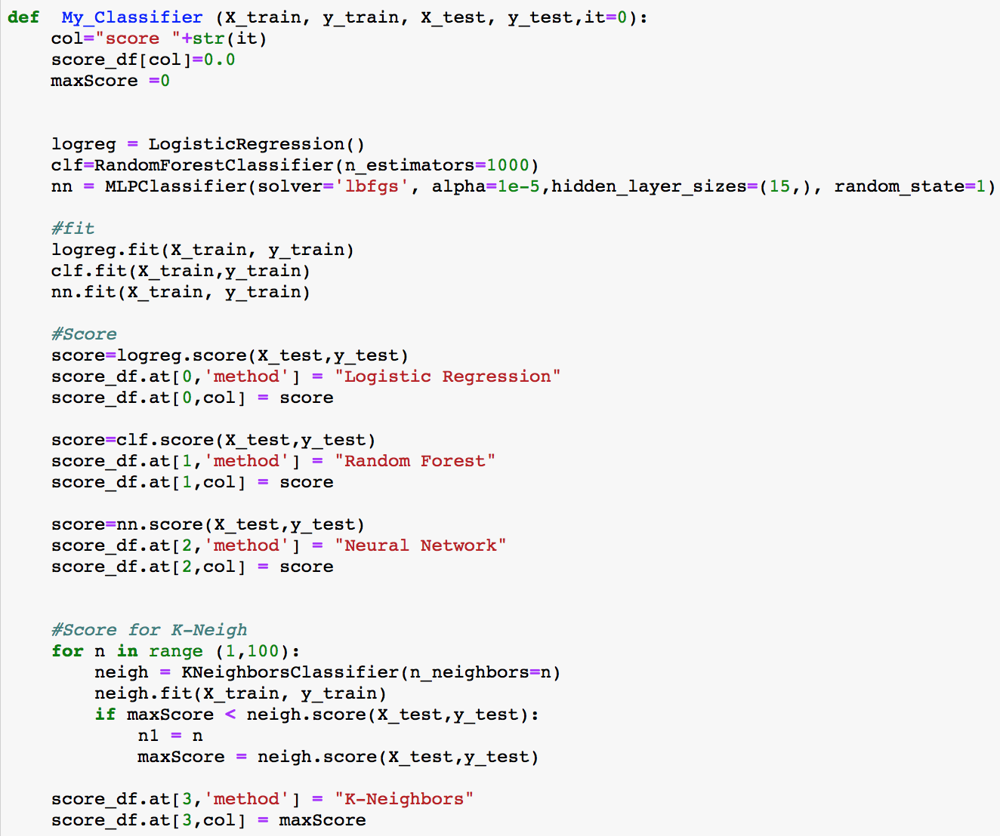 def  My_Classifier (X_train, y_train, X_test, y_test,it=0):
    col="score "+str(it)
    score_df[col]=0.0
    maxScore =0


    logreg = LogisticRegression()
    clf=RandomForestClassifier(n_estimators=1000)
    nn = MLPClassifier(solver='lbfgs', alpha=1e-5,hidden_layer_sizes=(15,), random_state=1)

    #fit
    logreg.fit(X_train, y_train)
    clf.fit(X_train,y_train)
    nn.fit(X_train, y_train)

    #Score
    score=logreg.score(X_test,y_test)
    score_df.at[0,'method'] = "Logistic Regression"
    score_df.at[0,col] = score

    score=clf.score(X_test,y_test)
    score_df.at[1,'method'] = "Random Forest"
    score_df.at[1,col] = score

    score=nn.score(X_test,y_test)
    score_df.at[2,'method'] = "Neural Network"
    score_df.at[2,col] = score


    #Score for K-Neigh
    for n in range (1,100):
        neigh = KNeighborsClassifier(n_neighbors=n)
        neigh.fit(X_train, y_train)
        if maxScore < neigh.score(X_test,y_test):
            n1 = n
            maxScore = neigh.score(X_test,y_test)

    score_df.at[3,'method'] = "K-Neighbors"
    score_df.at[3,col] = maxScore